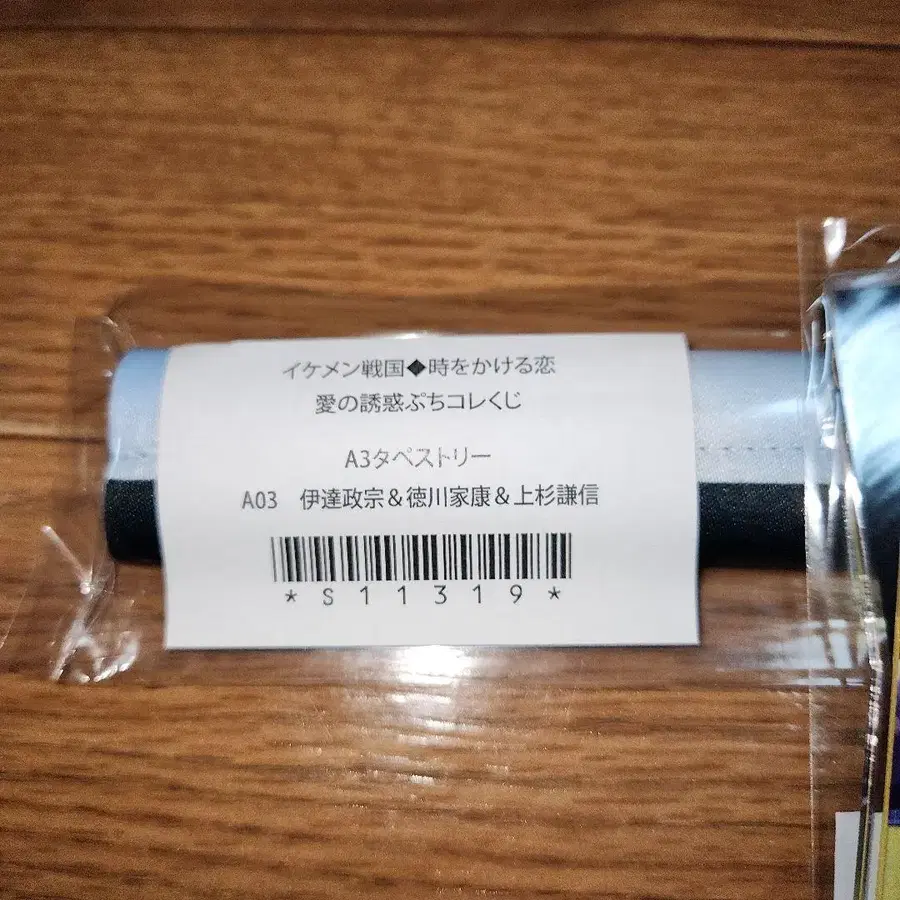 イケメン戦国◆時をかける恋
愛の誘惑ぷちコレくじ
A3タペストリー
A03　伊達政宗＆徳川家康＆上杉謙信
*S11319*